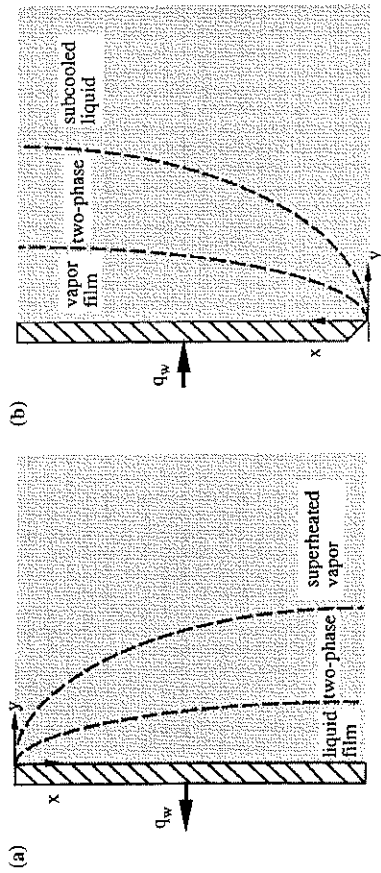 (a)
y
x
q_w
liquid
film
two-phase
superheated
vapor
(b)
vapor
film
two-phase
subcooled
liquid
q_w
x
y